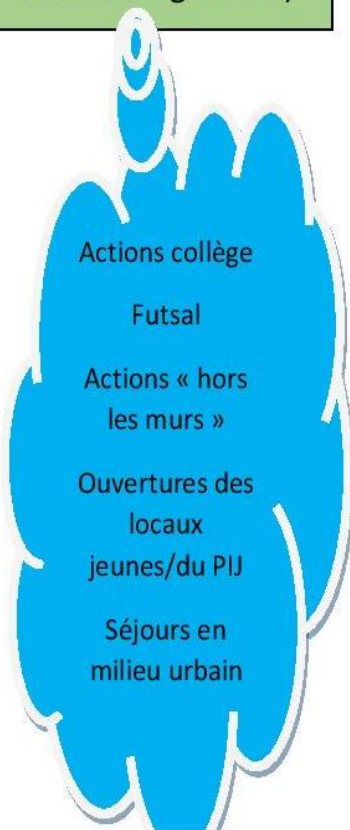 Actions collège
Futsal
Actions « hors
les murs »
Ouvertures des
locaux
jeunes/du PIJ
Séjours en
milieu urbain